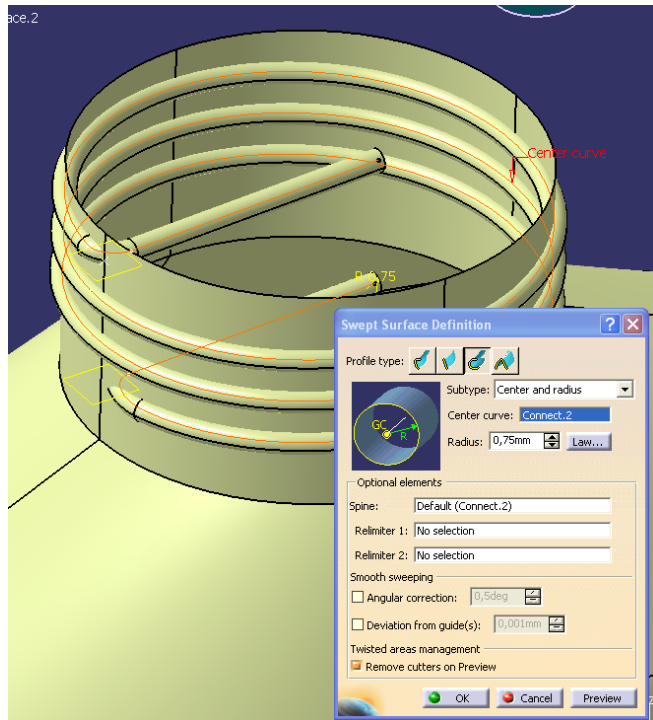 ace.2
Center curve
R 0,75
Swept Surface Definition
Profile type:
Subtype: Center and radius
GC
R
Center curve: Connect.2
Radius: 0,75mm Law...
Optional elements
Spine: Default (Connect.2)
Relimiter 1: No selection
Relimiter 2: No selection
Smooth sweeping
Angular correction: 0,5deg
Deviation from guide(s): 0,001mm
Twisted areas management
Remove cutters on Preview
OK Cancel Preview